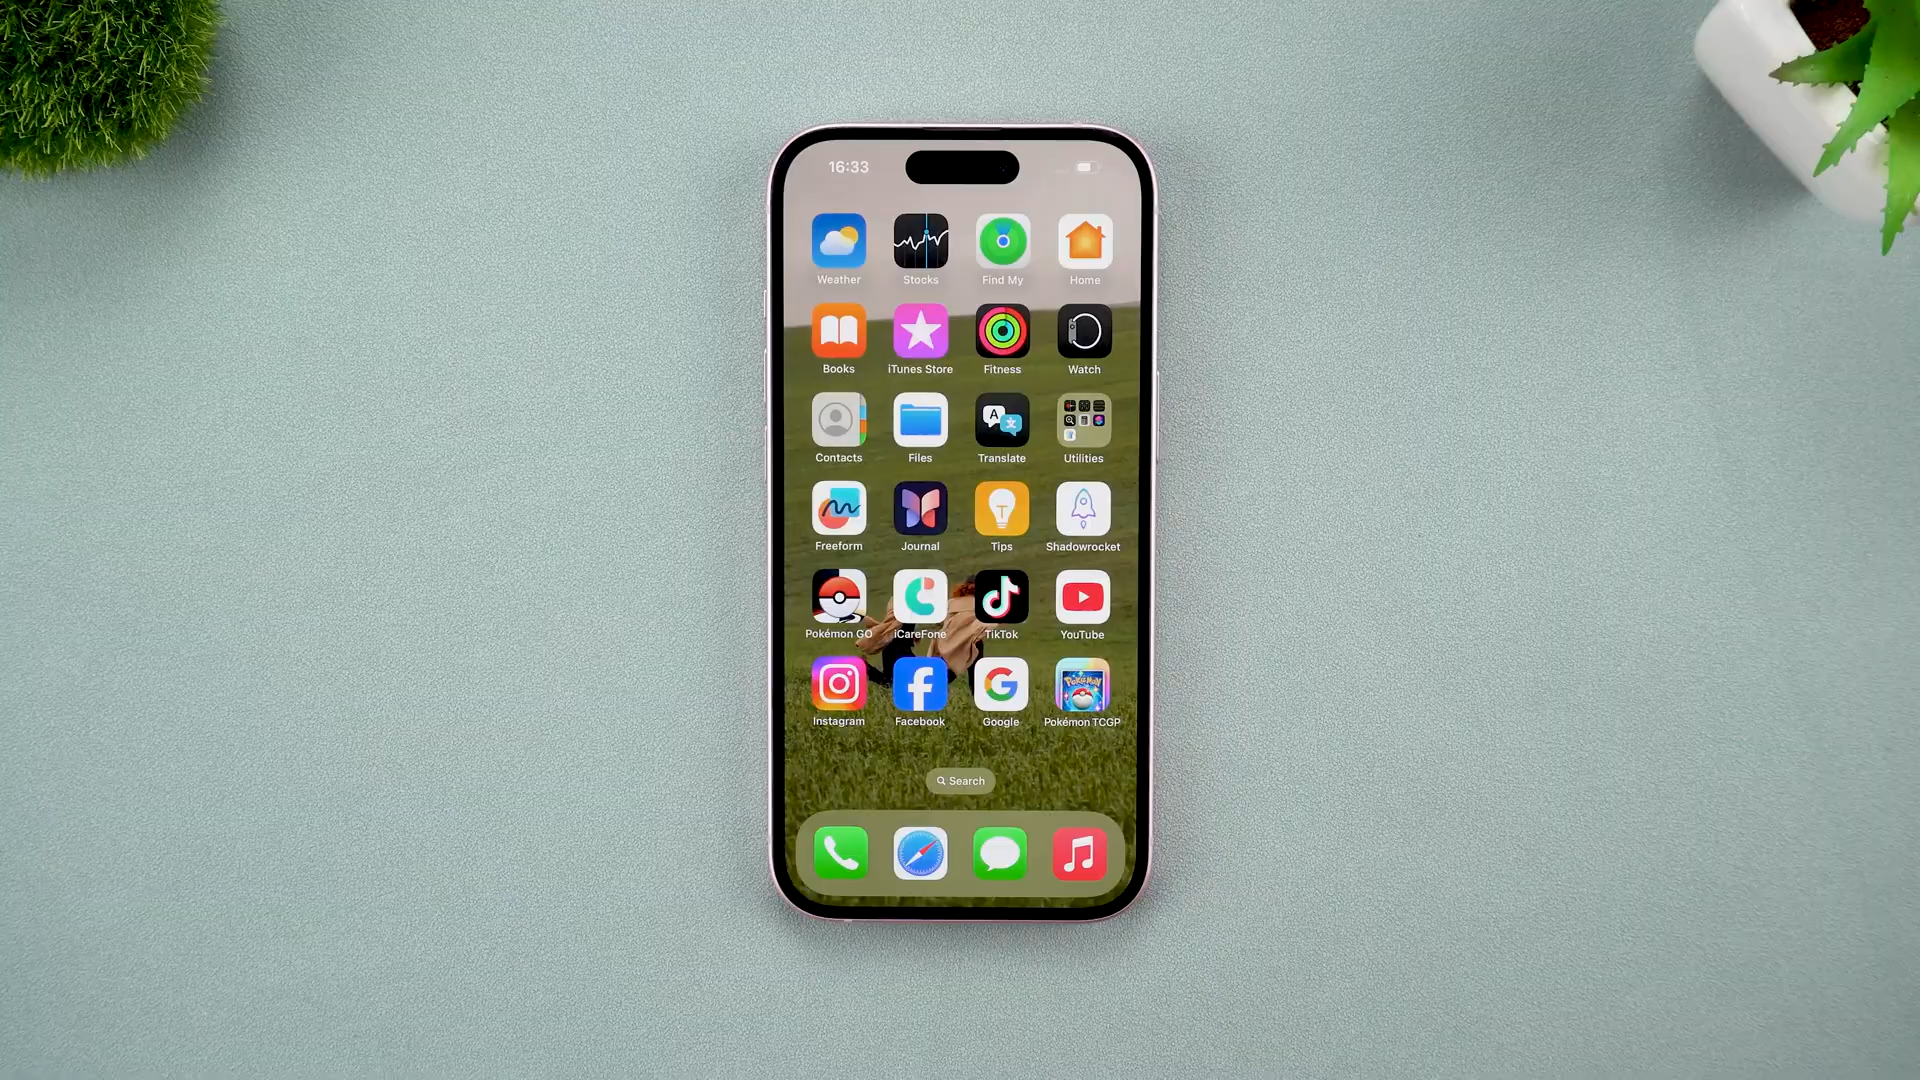 16:33
Weather Stocks Find My Home
Books iTunes Store Fitness Watch
Contacts Files Translate Utilities
Freeform Journal Tips Shadowrocket
Pokémon GO iCareFone TikTok YouTube
Instagram Facebook Google Pokémon TCGP
Search